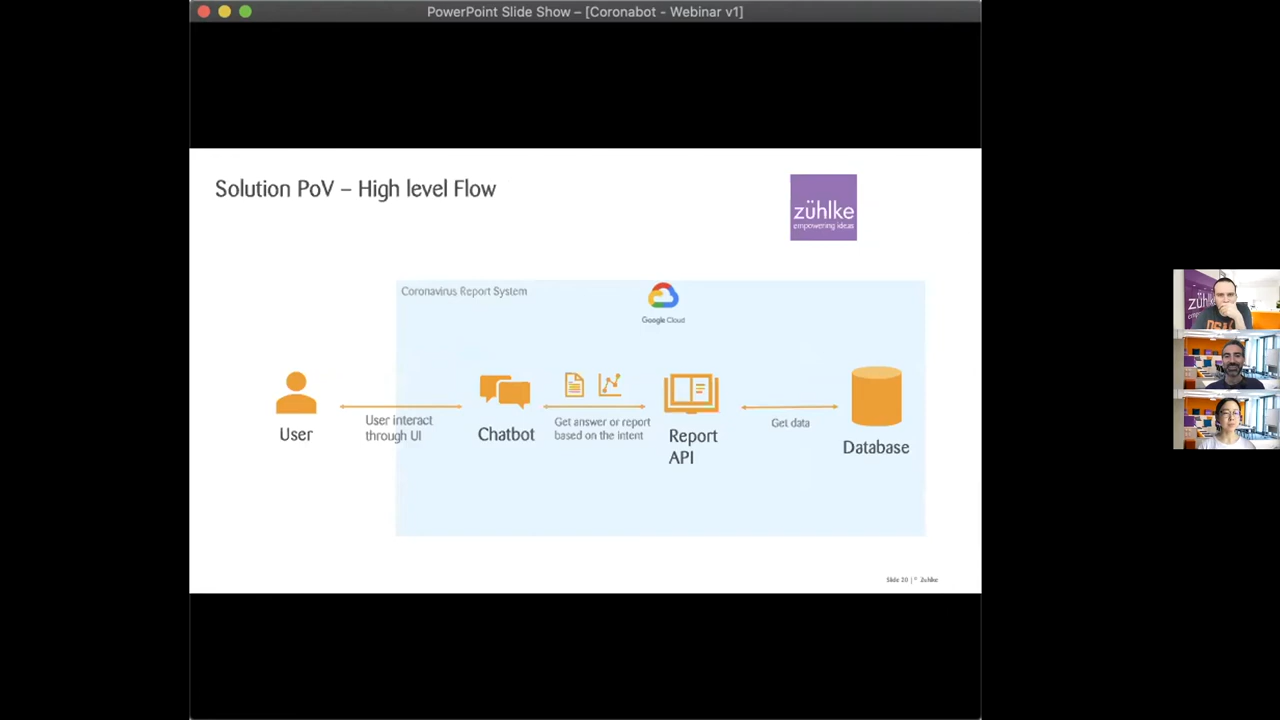 PowerPoint Slide Show – [Coronabot - Webinar v1]
Solution PoV – High level Flow
zühlke
empowering ideas
Coronavirus Report System
Google Cloud
User interact
through UI
Get answer or report
based on the intent
Get data
User
Chatbot
Report
API
Database
Slide 20 | © Zuhlke
zühlke